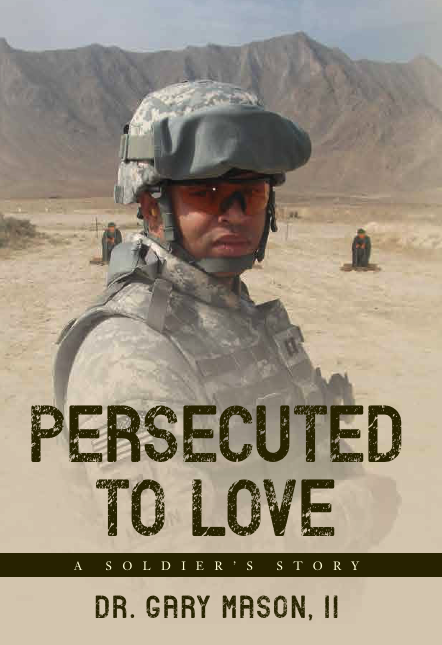 PERSECUTED
TO LOVE
A SOLDIER'S STORY
DR. GARY MASON, II